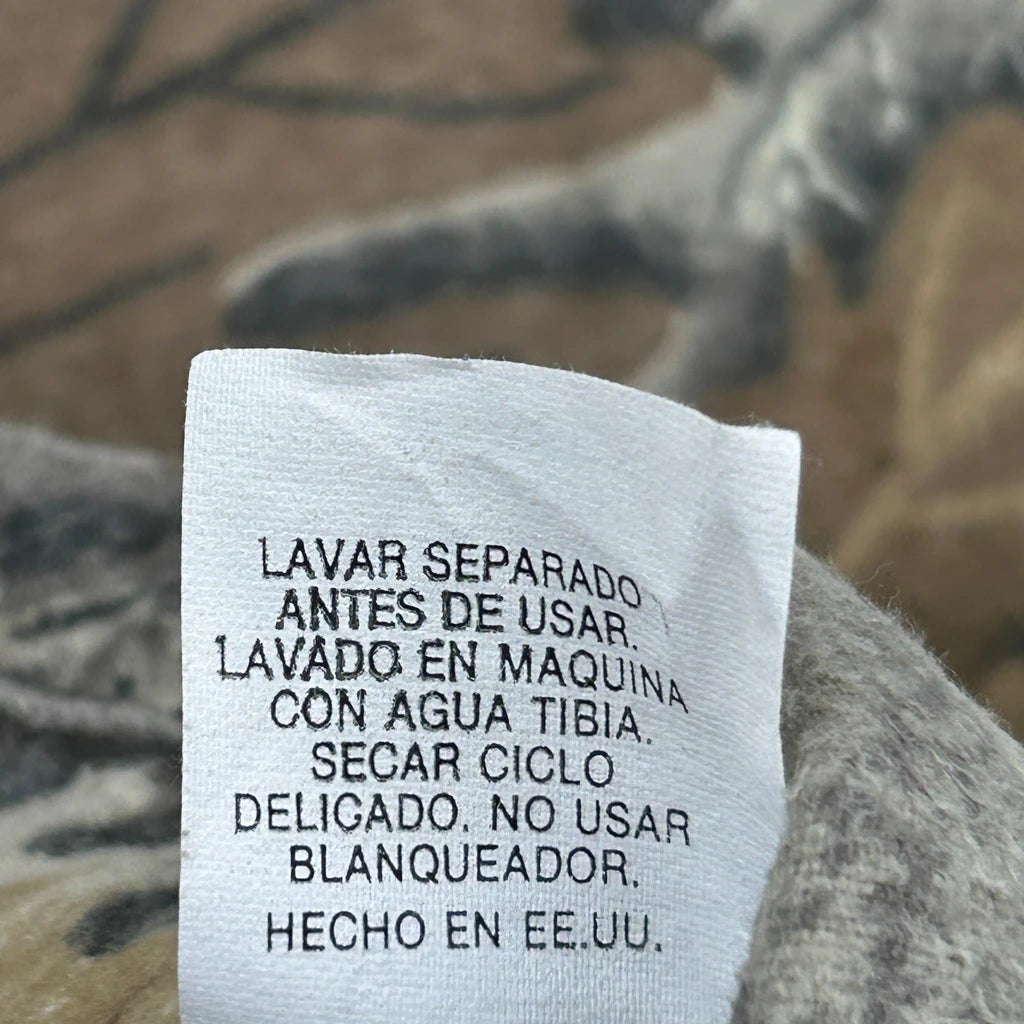 LAVAR SEPARADO
ANTES DE USAR.
LAVADO EN MAQUINA
CON AGUA TIBIA.
SECAR CICLO
DELICADO. NO USAR
BLANQUEADOR.
HECHO EN EE.UU.